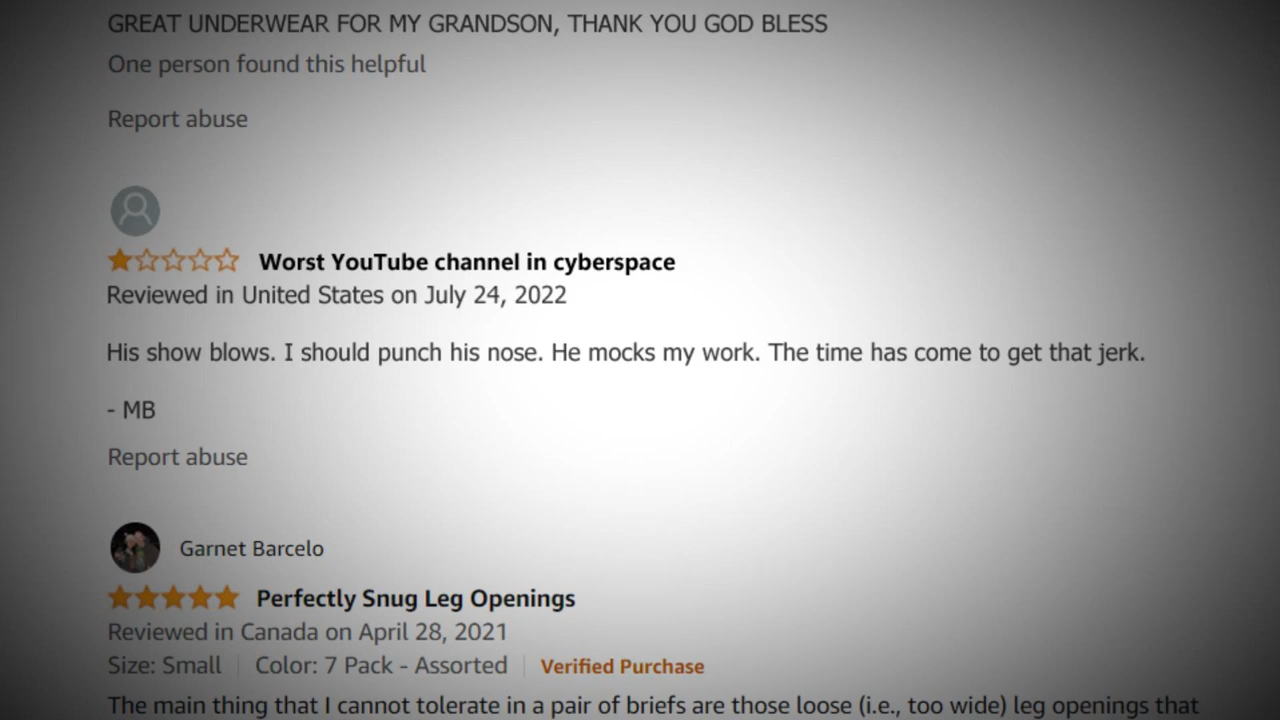 GREAT UNDERWEAR FOR MY GRANDSON, THANK YOU GOD BLESS
One person found this helpful
Report abuse
Worst YouTube channel in cyberspace
Reviewed in United States on July 24, 2022
His show blows. I should punch his nose. He mocks my work. The time has come to get that jerk.
- MB
Report abuse
Garnet Barcelo
Perfectly Snug Leg Openings
Reviewed in Canada on April 28, 2021
Size: Small Color: 7 Pack - Assorted Verified Purchase
The main thing that I cannot tolerate in a pair of briefs are those loose (i.e., too wide) leg openings that